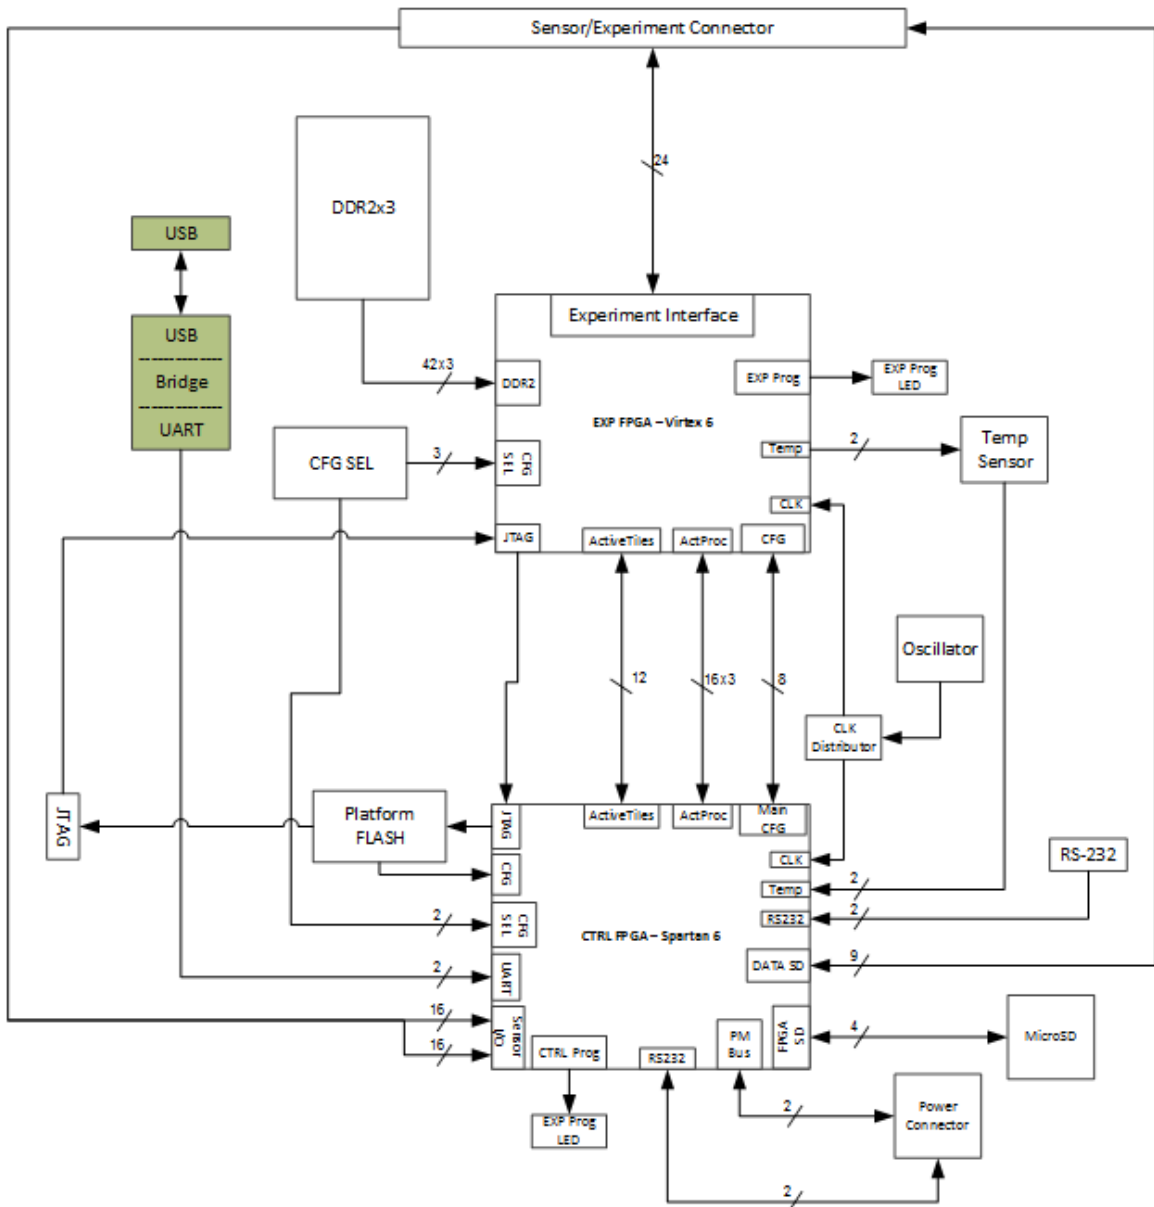 Sensor/Experiment Connector
24
DDR2x3
USB
USB
Bridge
UART
Experiment Interface
42x3
DDR2
EXP Prog
EXP Prog
LED
EXP FPGA – Virtex 6
CFG SEL
3
CFG
SEL
Temp
2
Temp
Sensor
CLK
JTAG
ActiveTiles
ActProc
CFG
12
16x3
8
Oscillator
CLK
Distributor
JTAG
Platform
FLASH
JTAG
ActiveTiles
ActProc
Main
CFG
CLK
RS-232
CFG
Temp
2
2
CFG
SEL
RS232
2
CTRL FPGA – Spartan 6
2
UART
DATA SD
9
16
16
Sensor
I/O
CTRL Prog
RS232
PM
Bus
FPGA
SD
4
MicroSD
EXP Prog
LED
2
Power
Connector
2